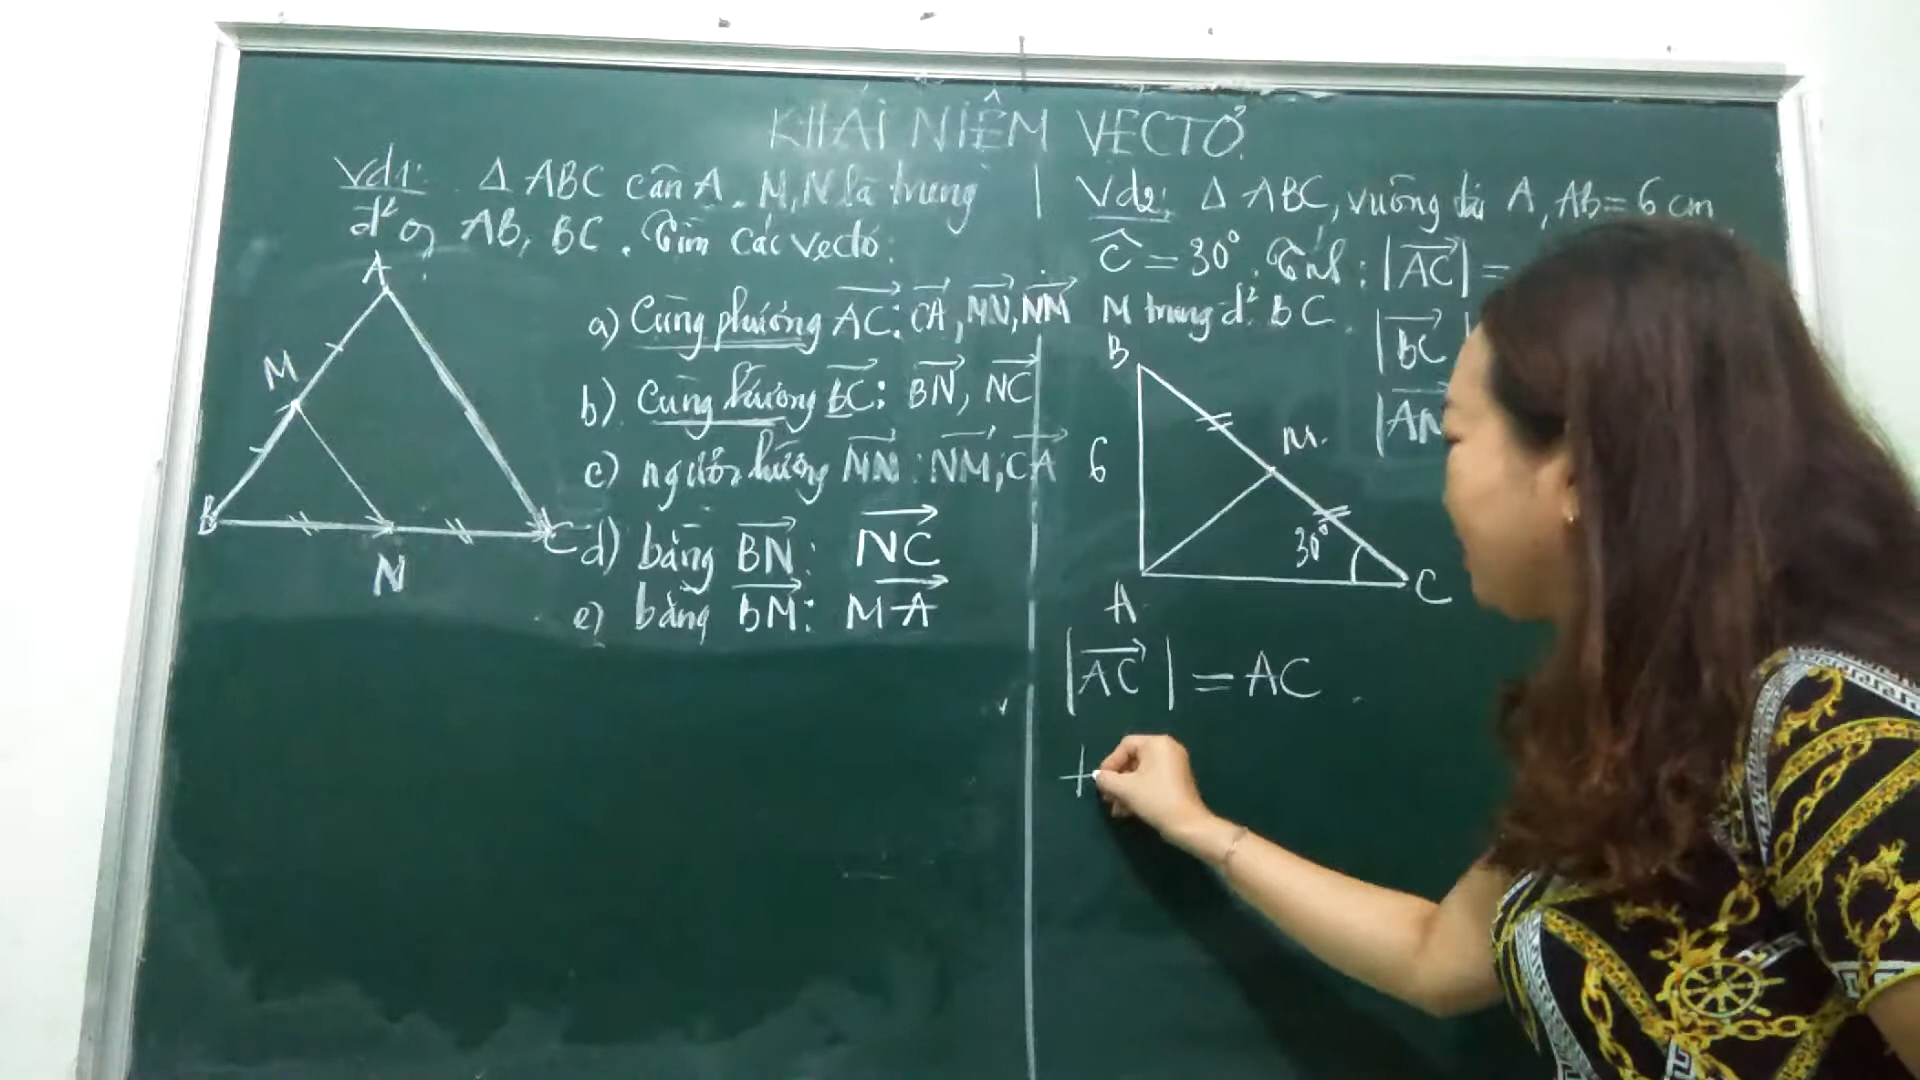 KHÁI NIỆM VECTƠ
Vd1: Δ ABC cân A. M, N là trung
đ² of AB, BC. Tìm các vectơ:
A
M
B
N
C
a) Cùng phương AC: CA, MN, NM
b) Cùng hướng BC: BN, NC
c) ngược hướng MN: NM, CA
d) bằng BN: NC
e) bằng BM: MA
Vd2: Δ ABC, vuông tại A, AB = 6 cm
Ĉ = 30°. Tính: |AC| =
M trung đ² BC.
|BC
|AM
B
M
6
30°
A
C
|AC| = AC
+